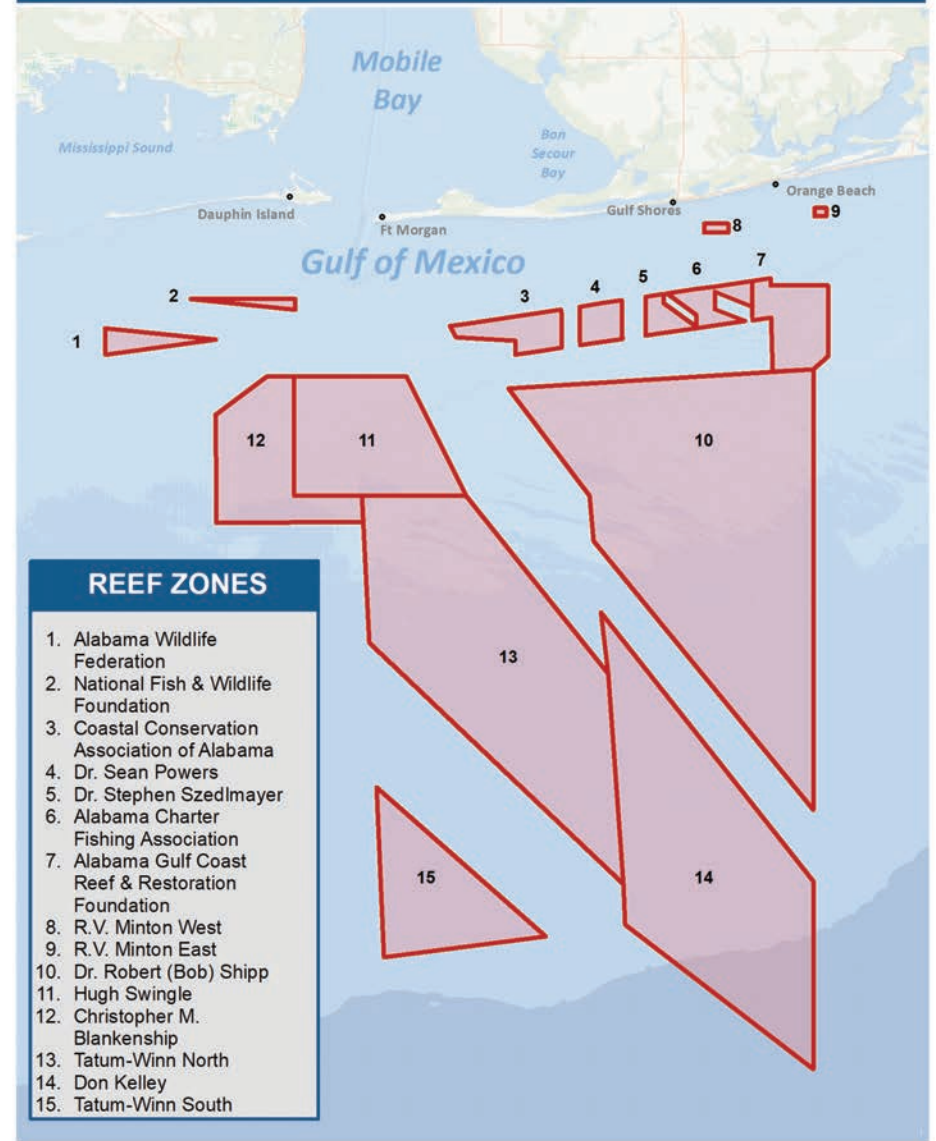 Mobile
Bay
Mississippi Sound
Bon
Secour
Bay
Dauphin Island
Ft Morgan
Gulf Shores
Orange Beach
Gulf of Mexico
8
9
7
6
5
4
3
2
1
12
11
10
13
14
15
REEF ZONES
1. Alabama Wildlife
Federation
2. National Fish & Wildlife
Foundation
3. Coastal Conservation
Association of Alabama
4. Dr. Sean Powers
5. Dr. Stephen Szedlmayer
6. Alabama Charter
Fishing Association
7. Alabama Gulf Coast
Reef & Restoration
Foundation
8. R.V. Minton West
9. R.V. Minton East
10. Dr. Robert (Bob) Shipp
11. Hugh Swingle
12. Christopher M.
Blankenship
13. Tatum-Winn North
14. Don Kelley
15. Tatum-Winn South